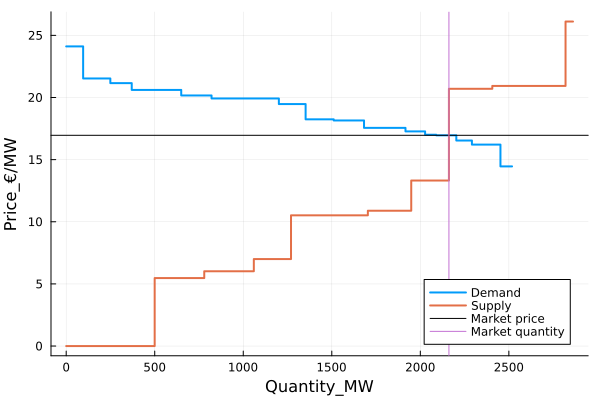 25
20
15
10
5
0
Price_€/MW
0
500
1000
1500
2000
2500
Quantity_MW
Demand
Supply
Market price
Market quantity